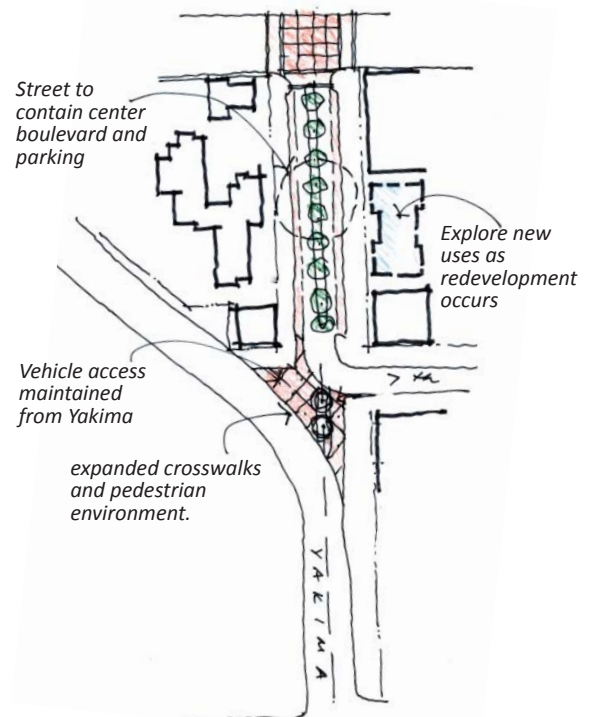 Street to
contain center
boulevard and
parking
Explore new
uses as
redevelopment
occurs
Vehicle access
maintained
from Yakima
7th
expanded crosswalks
and pedestrian
environment.
YAKIMA